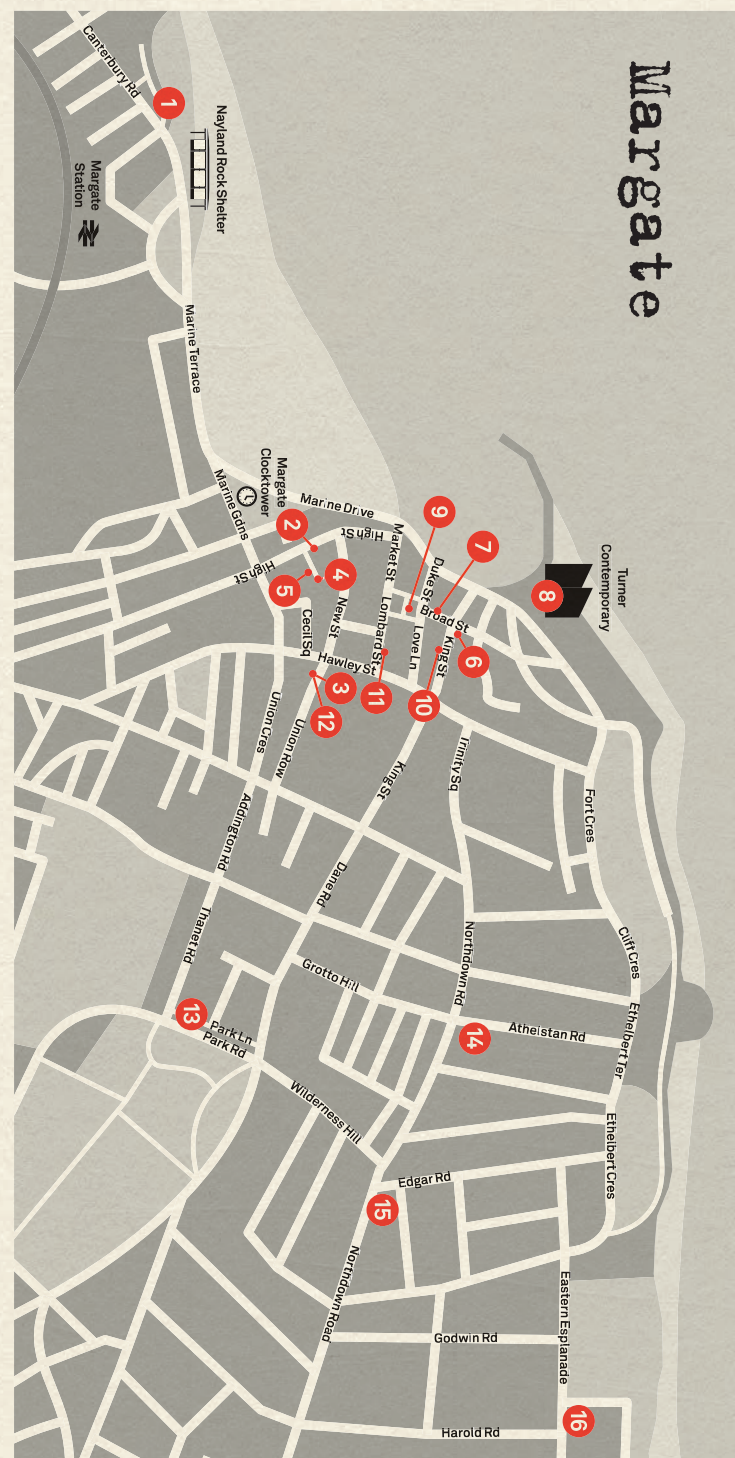 Margate
Canterbury Rd
1
Nayland Rock Shelter
Margate
Station
Marine Terrace
Margate
Clocktower
Marine Gdns
Marine Drive
High St
High St
Market St
Duke St
Broad St
Turner
Contemporary
8
9
7
2
4
5
6
3
12
11
10
New St
Cecil Sq
Lombard St
Love Ln
King St
Hawley St
Union Cres
Union Row
King St
Trinity Sq
Fort Cres
Addington Rd
Dane Rd
Thanet Rd
Northdown Rd
Clift Cres
Grotto Hill
13
Park Ln
Park Rd
14
Athelstan Rd
Ethelbert Ter
Wilderness Hill
Ethelbert Cres
Edgar Rd
15
Northdown Road
Eastern Esplanade
Godwin Rd
Harold Rd
16